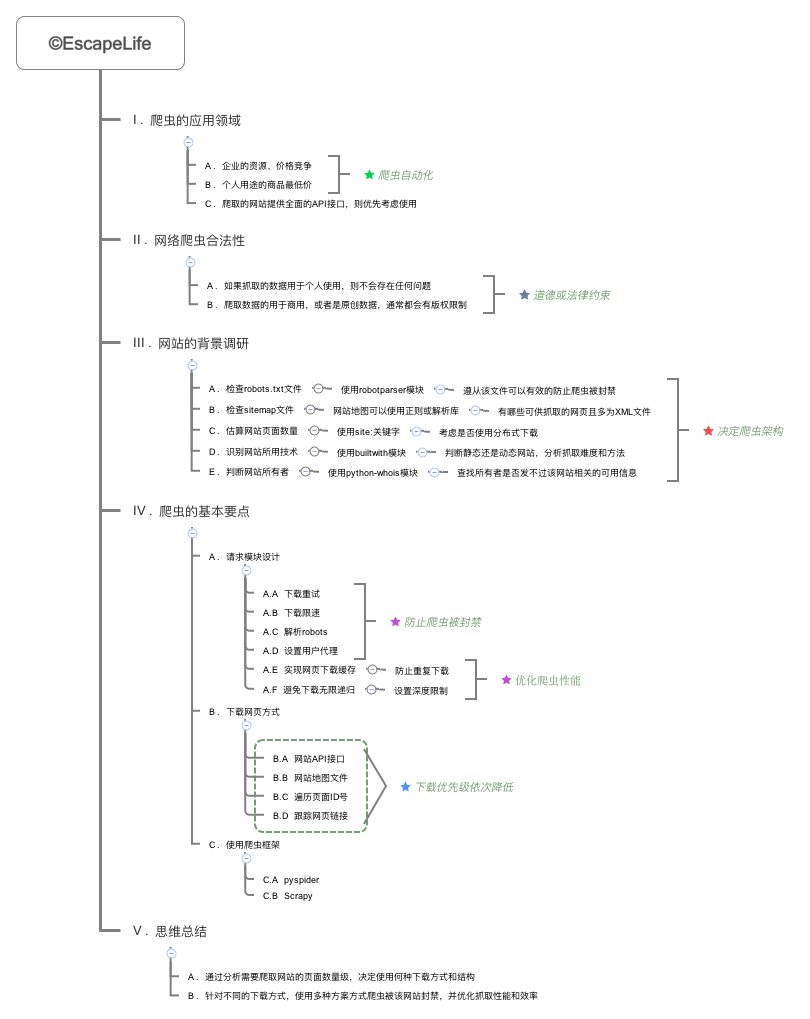 ©EscapeLife
I . 爬虫的应用领域
A . 企业的资源、价格竞争
B . 个人用途的商品最低价
爬虫自动化
C . 爬取的网站提供全面的API接口，则优先考虑使用
II . 网络爬虫合法性
A . 如果抓取的数据用于个人使用，则不会存在任何问题
B . 爬取数据的用于商用，或者是原创数据，通常都会有版权限制
道德或法律约束
III . 网站的背景调研
A . 检查robots.txt文件 使用robotparser模块 遵从该文件可以有效的防止爬虫被封禁
B . 检查sitemap文件 网站地图可以使用正则或解析库 有哪些可供抓取的网页且多为XML文件
C . 估算网站页面数量 使用site:关键字 考虑是否使用分布式下载
决定爬虫架构
D . 识别网站所用技术 使用builtwith模块 判断静态还是动态网站，分析抓取难度和方法
E . 判断网站所有者 使用python-whois模块 查找所有者是否发不过该网站相关的可用信息
IV . 爬虫的基本要点
A . 请求模块设计
A.A 下载重试
A.B 下载限速
防止爬虫被封禁
A.C 解析robots
A.D 设置用户代理
A.E 实现网页下载缓存 防止重复下载
优化爬虫性能
A.F 避免下载无限递归 设置深度限制
B . 下载网页方式
B.A 网站API接口
B.B 网站地图文件
下载优先级依次降低
B.C 遍历页面ID号
B.D 跟踪网页链接
C . 使用爬虫框架
C.A pyspider
C.B Scrapy
V . 思维总结
A . 通过分析需要爬取网站的页面数量级，决定使用何种下载方式和结构
B . 针对不同的下载方式，使用多种方案方式爬虫被该网站封禁，并优化抓取性能和效率